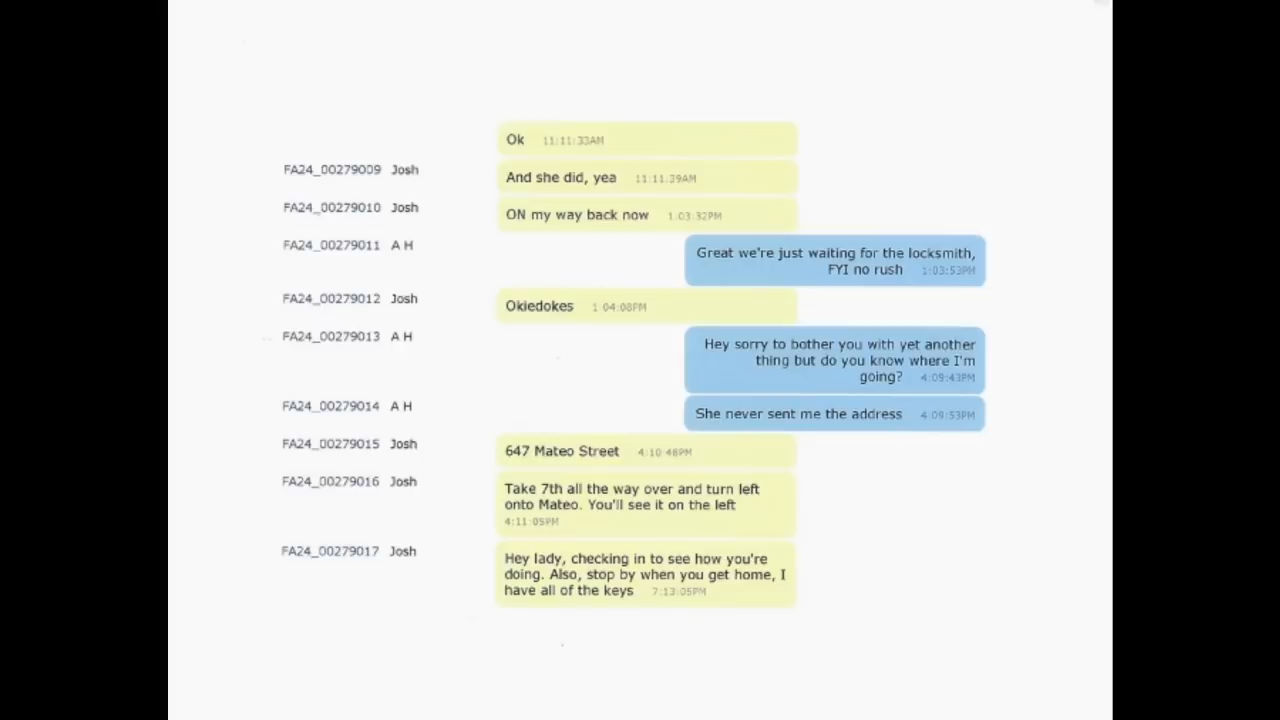 Ok 11:11:33AM
FA24_00279009 Josh And she did, yea 11:11:39AM
FA24_00279010 Josh ON my way back now 1:03:32PM
FA24_00279011 A H Great we're just waiting for the locksmith,
FYI no rush 1:03:53PM
FA24_00279012 Josh Okiedokes 1:04:08PM
FA24_00279013 A H Hey sorry to bother you with yet another
thing but do you know where I'm
going? 4:09:43PM
FA24_00279014 A H She never sent me the address 4:09:53PM
FA24_00279015 Josh 647 Mateo Street 4:10:48PM
FA24_00279016 Josh Take 7th all the way over and turn left
onto Mateo. You'll see it on the left
4:11:05PM
FA24_00279017 Josh Hey lady, checking in to see how you're
doing. Also, stop by when you get home, I
have all of the keys 7:13:05PM